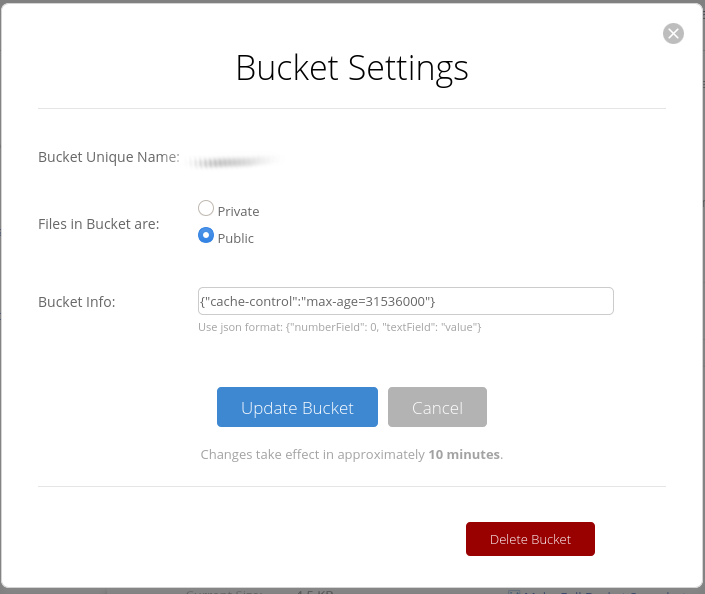 Bucket Settings
Bucket Unique Name:
Files in Bucket are:
Private
Public
Bucket Info:
{"cache-control":"max-age=31536000"}
Use json format: {"numberField": 0, "textField": "value"}
Update Bucket
Cancel
Changes take effect in approximately 10 minutes.
Delete Bucket